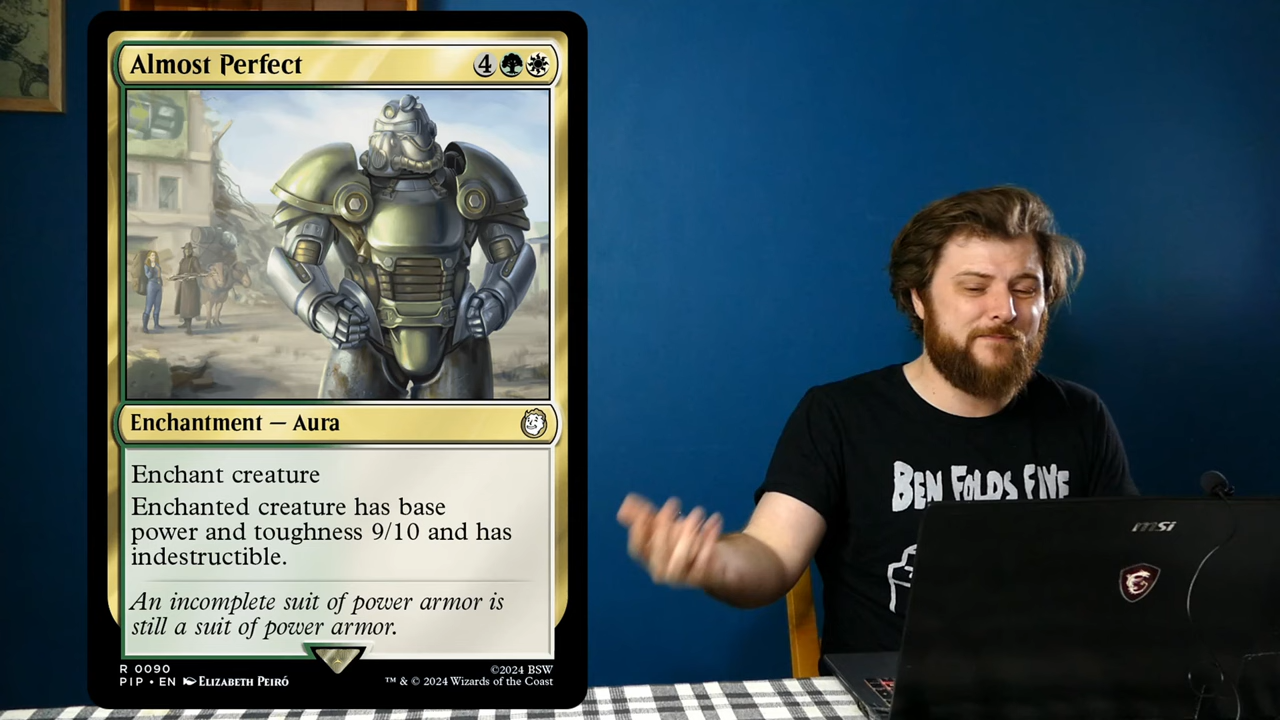 Almost Perfect 4
Enchantment — Aura
Enchant creature
Enchanted creature has base
power and toughness 9/10 and has
indestructible.
An incomplete suit of power armor is
still a suit of power armor.
R 0090
PIP • EN ELIZABETH PEIRÓ
©2024 BSW
™ & © 2024 Wizards of the Coast
BEN FOLDS FIVE
msi